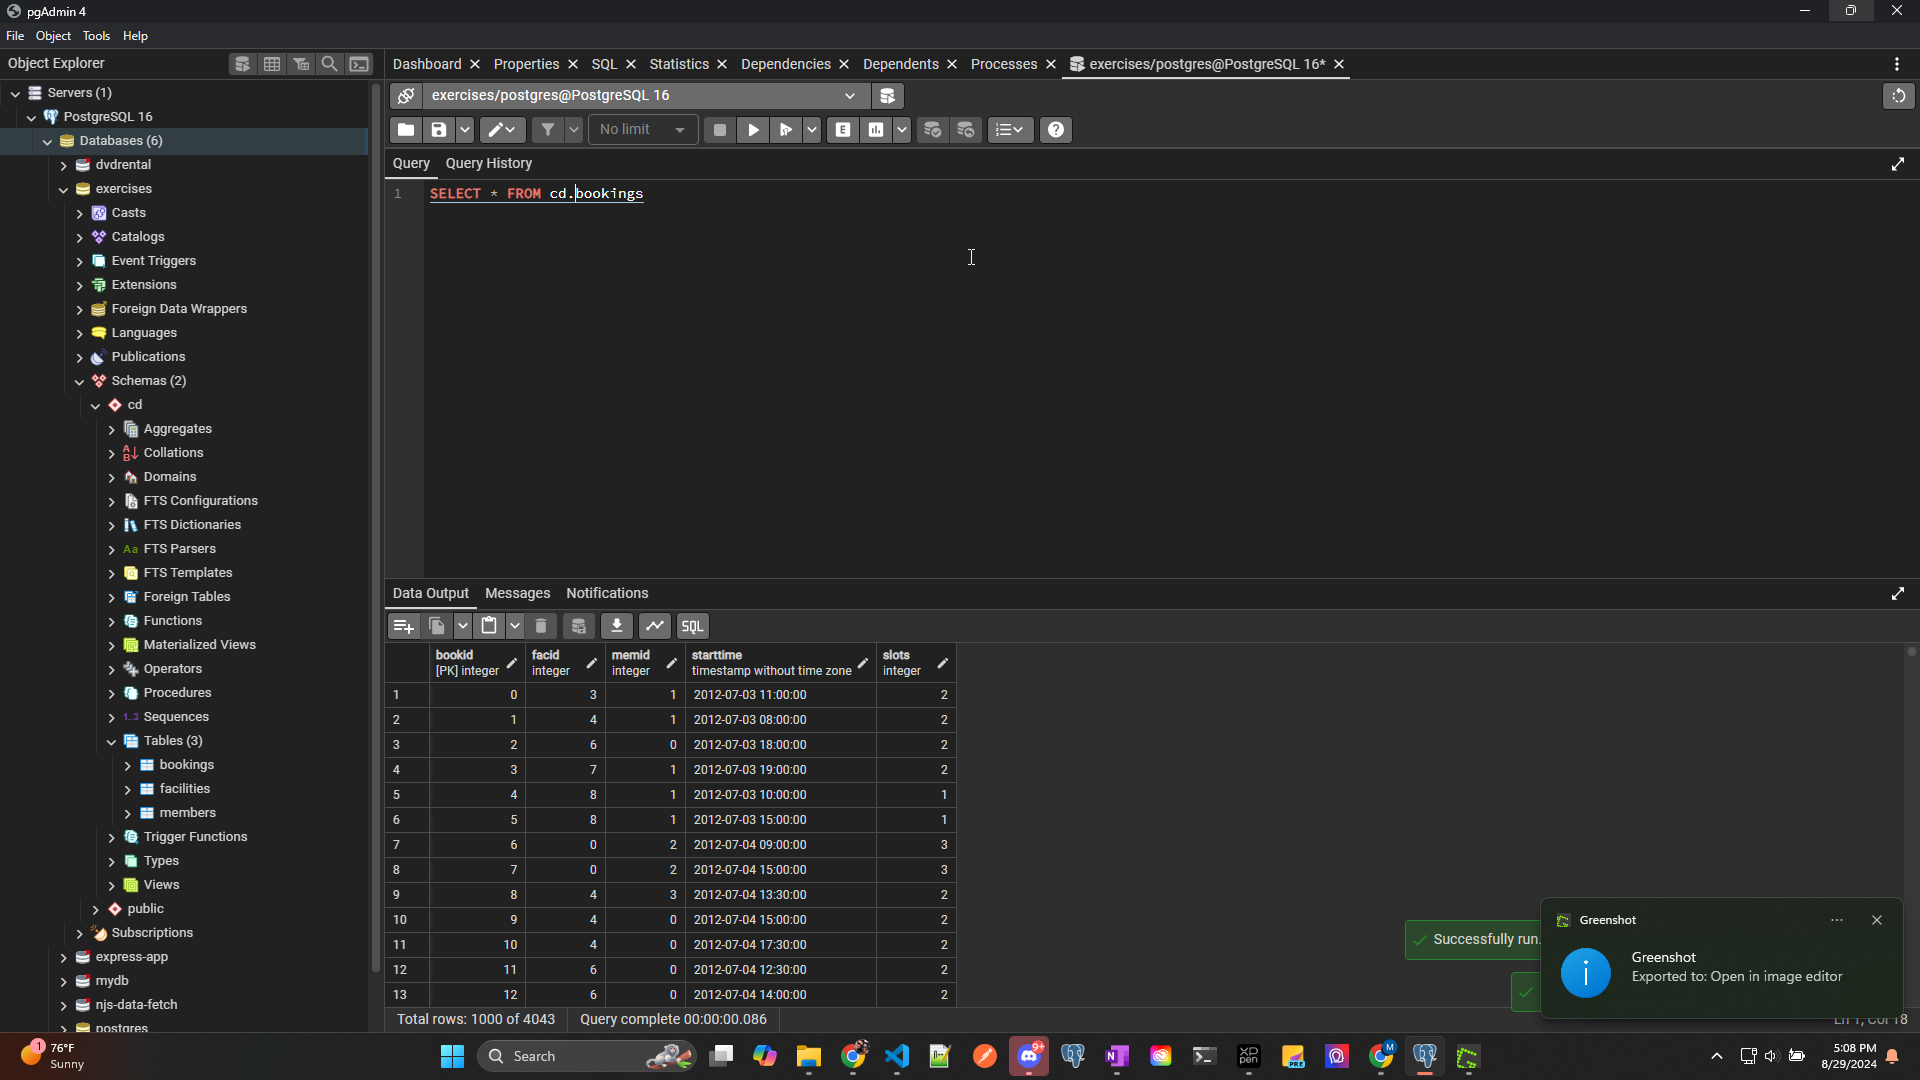 pgAdmin 4
File Object Tools Help
Object Explorer
Servers (1)
PostgreSQL 16
Databases (6)
dvdrental
exercises
Casts
Catalogs
Event Triggers
Extensions
Foreign Data Wrappers
Languages
Publications
Schemas (2)
cd
Aggregates
Collations
Domains
FTS Configurations
FTS Dictionaries
Aa FTS Parsers
FTS Templates
Foreign Tables
Functions
Materialized Views
Operators
Procedures
1..3 Sequences
Tables (3)
bookings
facilities
members
Trigger Functions
Types
Views
public
Subscriptions
express-app
mydb
njs-data-fetch
postgres
Dashboard Properties SQL Statistics Dependencies Dependents Processes exercises/postgres@PostgreSQL 16*
exercises/postgres@PostgreSQL 16
No limit E
Query Query History
1 SELECT * FROM cd.bookings
Data Output Messages Notifications
SQL
bookid facid memid starttime slots
[PK] integer integer integer timestamp without time zone integer
1 0 3 1 2012-07-03 11:00:00 2
2 1 4 1 2012-07-03 08:00:00 2
3 2 6 0 2012-07-03 18:00:00 2
4 3 7 1 2012-07-03 19:00:00 2
5 4 8 1 2012-07-03 10:00:00 1
6 5 8 1 2012-07-03 15:00:00 1
7 6 0 2 2012-07-04 09:00:00 3
8 7 0 2 2012-07-04 15:00:00 3
9 8 4 3 2012-07-04 13:30:00 2
10 9 4 0 2012-07-04 15:00:00 2
11 10 4 0 2012-07-04 17:30:00 2
12 11 6 0 2012-07-04 12:30:00 2
13 12 6 0 2012-07-04 14:00:00 2
Successfully run.
Greenshot
Greenshot
Exported to: Open in image editor
Total rows: 1000 of 4043 Query complete 00:00:00.086
Ln 1, Col 18
1
76°F
Sunny
Search
9+
XP
PEN
PRE
M
5:08 PM
8/29/2024